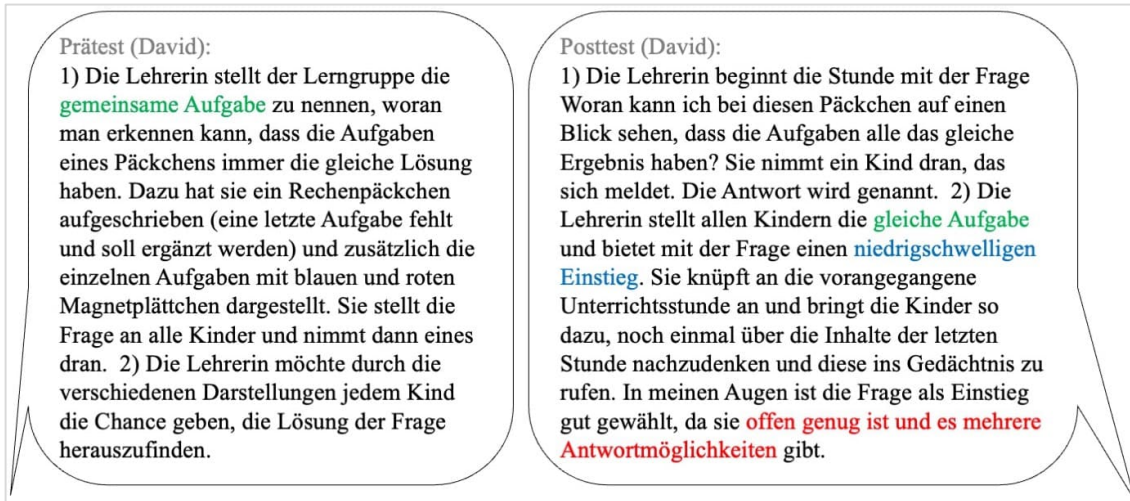 Prätest (David):
1) Die Lehrerin stellt der Lerngruppe die
gemeinsame Aufgabe zu nennen, woran
man erkennen kann, dass die Aufgaben
eines Päckchens immer die gleiche Lösung
haben. Dazu hat sie ein Rechenpäckchen
aufgeschrieben (eine letzte Aufgabe fehlt
und soll ergänzt werden) und zusätzlich die
einzelnen Aufgaben mit blauen und roten
Magnetplättchen dargestellt. Sie stellt die
Frage an alle Kinder und nimmt dann eines
dran. 2) Die Lehrerin möchte durch die
verschiedenen Darstellungen jedem Kind
die Chance geben, die Lösung der Frage
herauszufinden.
Posttest (David):
1) Die Lehrerin beginnt die Stunde mit der Frage
Woran kann ich bei diesen Päckchen auf einen
Blick sehen, dass die Aufgaben alle das gleiche
Ergebnis haben? Sie nimmt ein Kind dran, das
sich meldet. Die Antwort wird genannt. 2) Die
Lehrerin stellt allen Kindern die gleiche Aufgabe
und bietet mit der Frage einen niedrigschwelligen
Einstieg. Sie knüpft an die vorangegangene
Unterrichtsstunde an und bringt die Kinder so
dazu, noch einmal über die Inhalte der letzten
Stunde nachzudenken und diese ins Gedächtnis zu
rufen. In meinen Augen ist die Frage als Einstieg
gut gewählt, da sie offen genug ist und es mehrere
Antwortmöglichkeiten gibt.